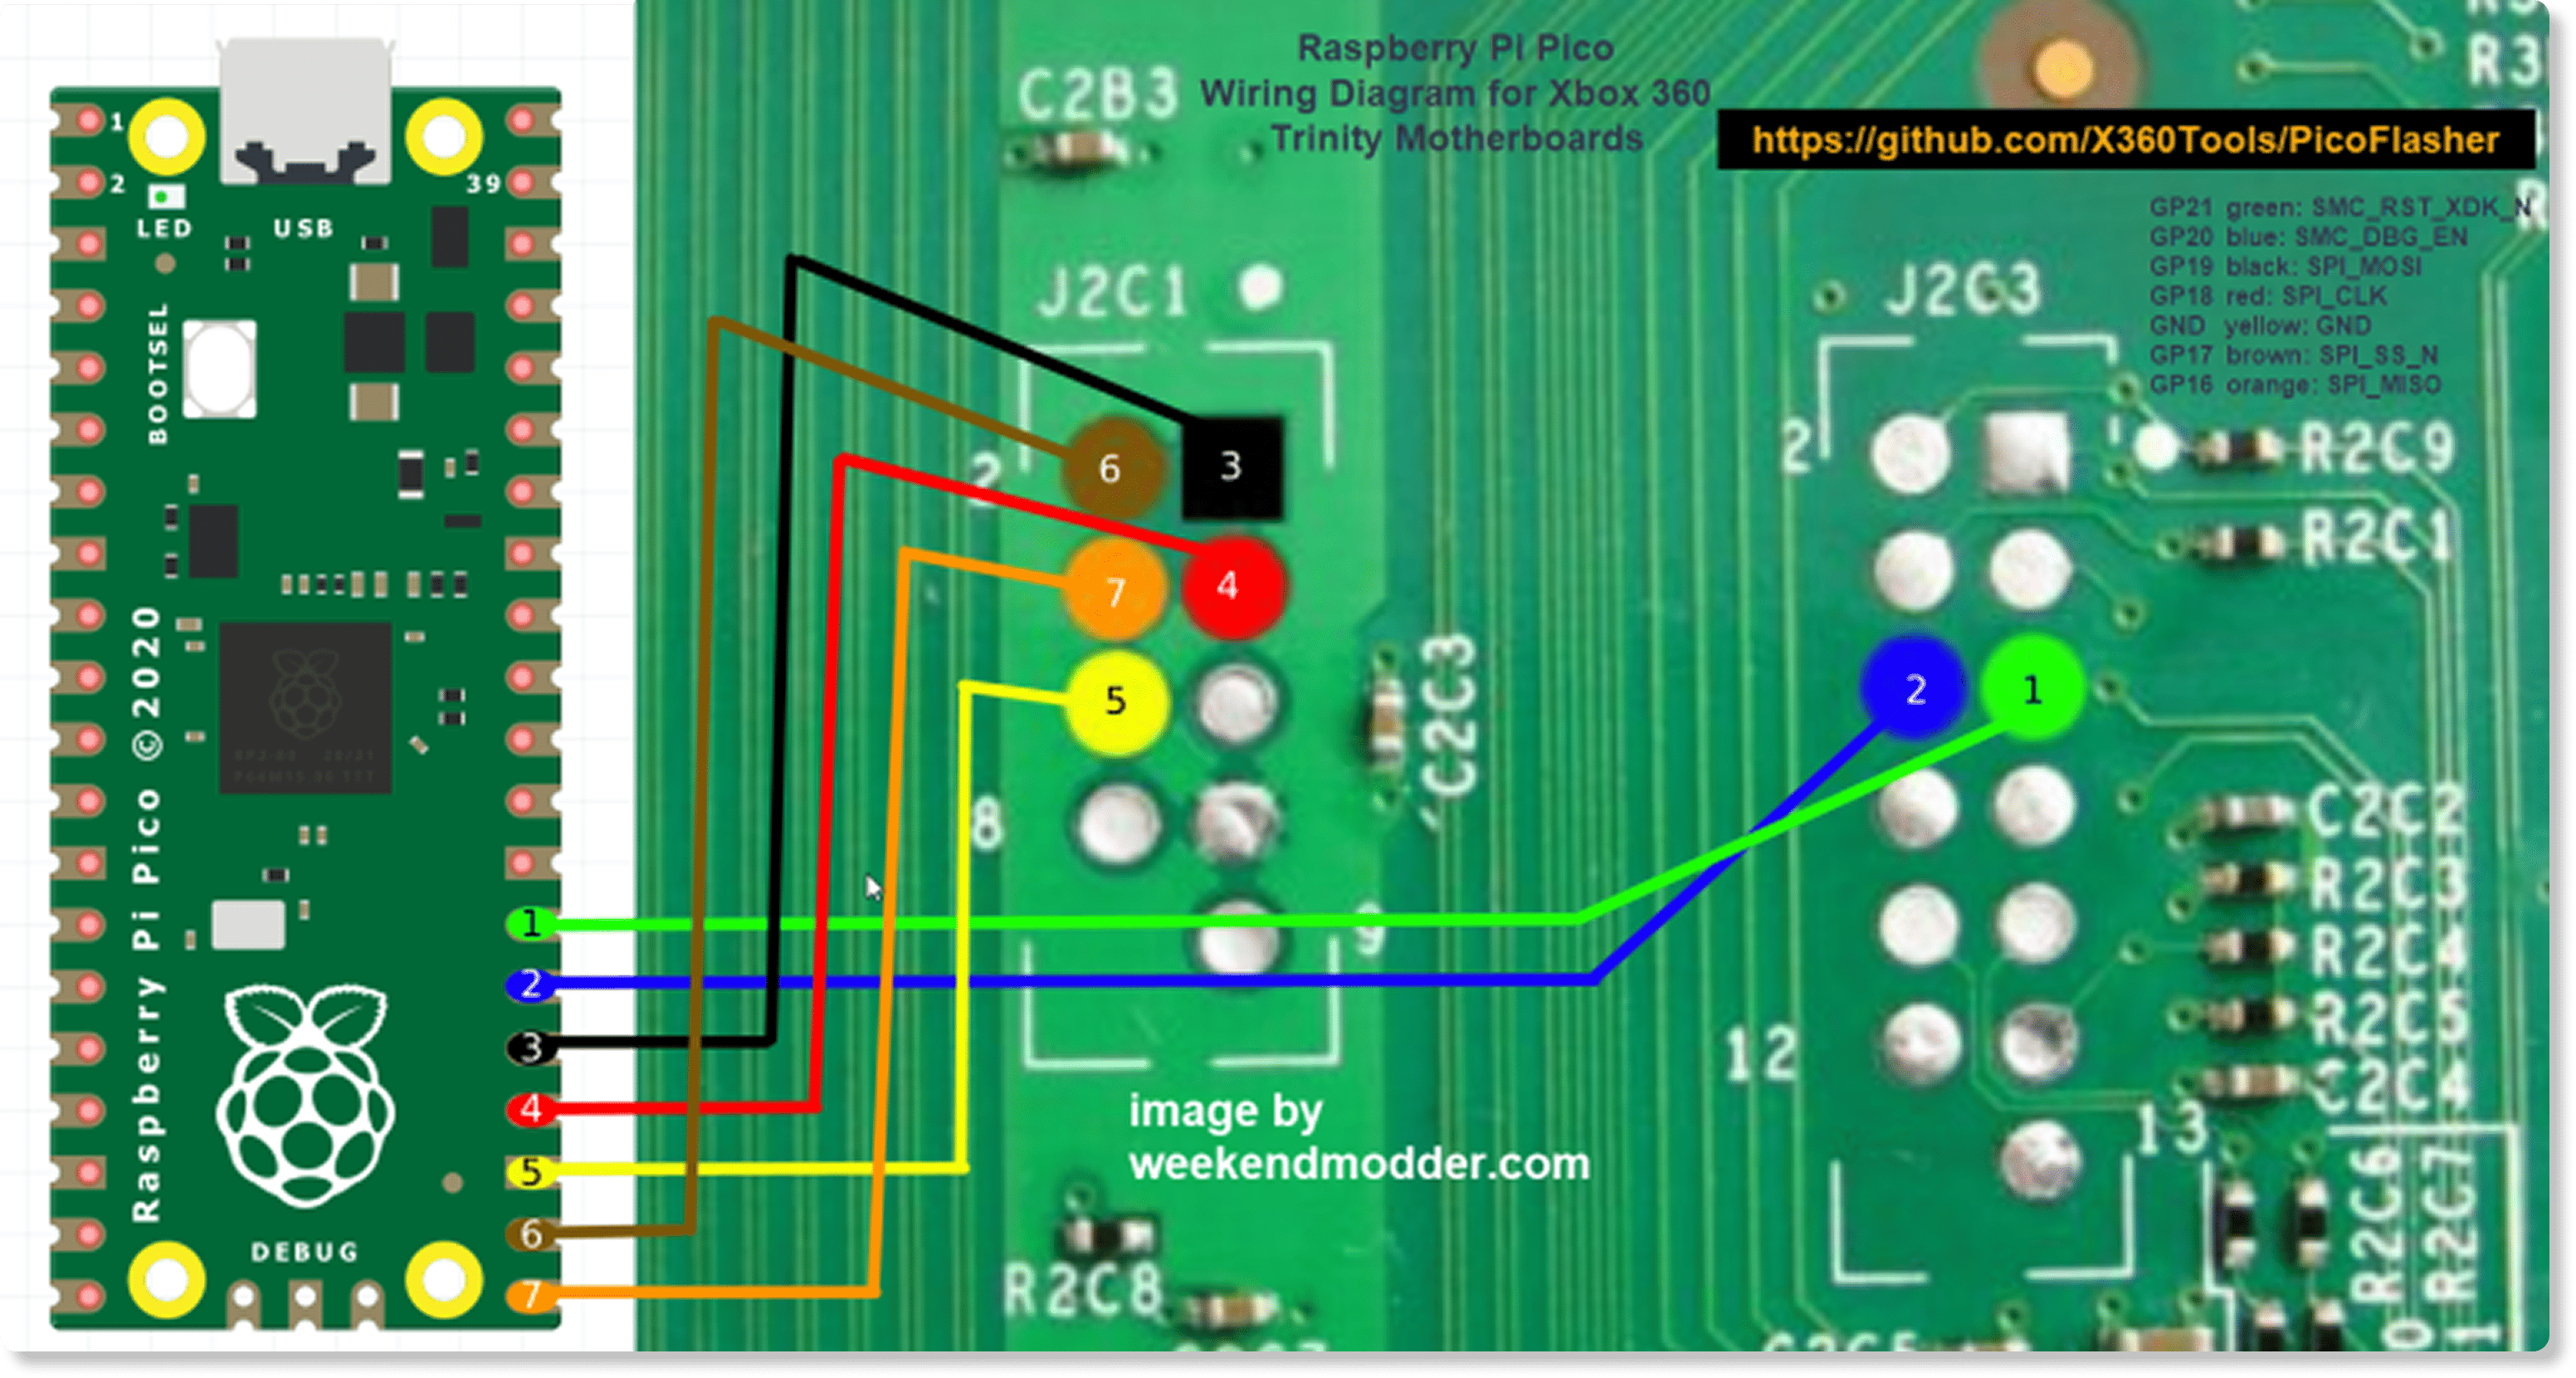 1
2
39
LED
USB
BOOTSEL
Raspberry Pi Pico ©2020
DEBUG
1
2
3
4
5
6
7
Raspberry Pi Pico
Wiring Diagram for Xbox 360
Trinity Motherboards
https://github.com/X360Tools/PicoFlasher
GP21 green: SMC_RST_XDK_N
GP20 blue: SMC_DBG_EN
GP19 black: SPI_MOSI
GP18 red: SPI_CLK
GND yellow: GND
GP17 brown: SPI_SS_N
GP16 orange: SPI_MISO
C2B3
J2C1
2
6
3
7
4
5
8
9
C2C3
image by
weekendmodder.com
R2C8
J2C3
2
2
1
12
13
R2C9
R2C1
C2C2
R2C3
R2C4
R2C5
C2C4
R2C6
R2C7